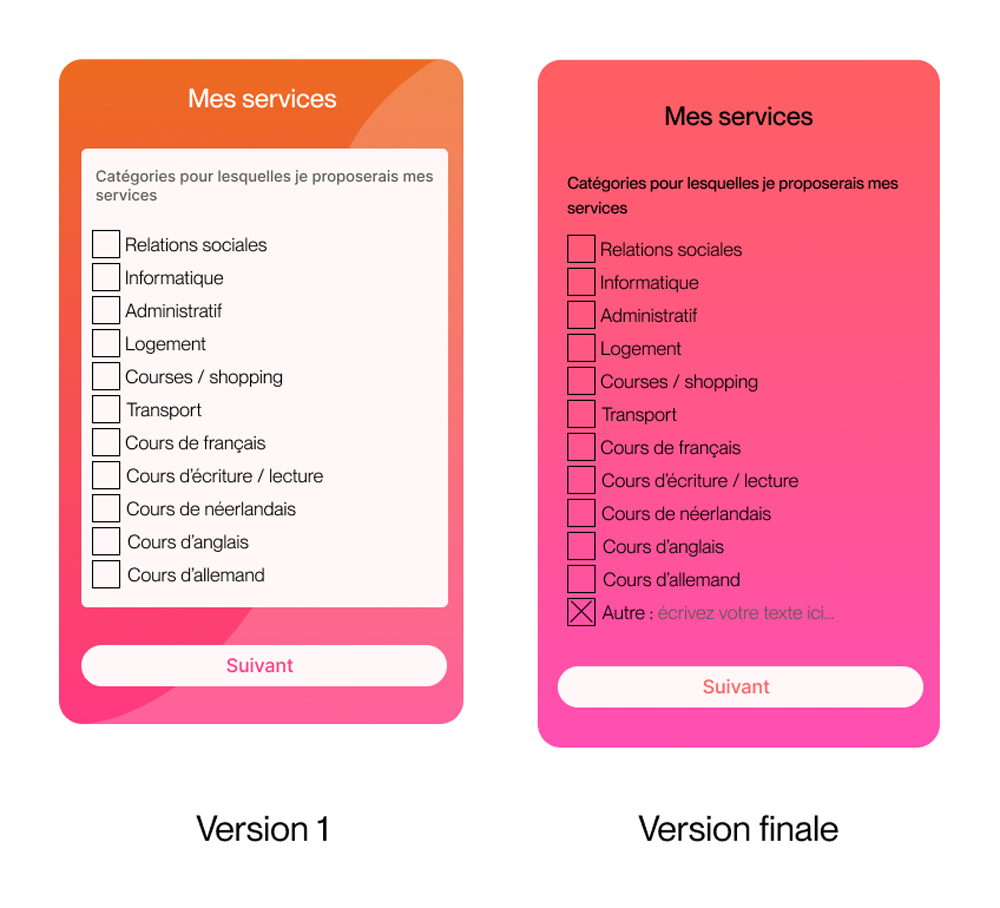 Mes services
Catégories pour lesquelles je proposerais mes
services
Relations sociales
Informatique
Administratif
Logement
Courses / shopping
Transport
Cours de français
Cours d'écriture / lecture
Cours de néerlandais
Cours d'anglais
Cours d'allemand
Suivant
Version 1
Mes services
Catégories pour lesquelles je proposerais mes
services
Relations sociales
Informatique
Administratif
Logement
Courses / shopping
Transport
Cours de français
Cours d'écriture / lecture
Cours de néerlandais
Cours d'anglais
Cours d'allemand
Autre : écrivez votre texte ici...
Suivant
Version finale